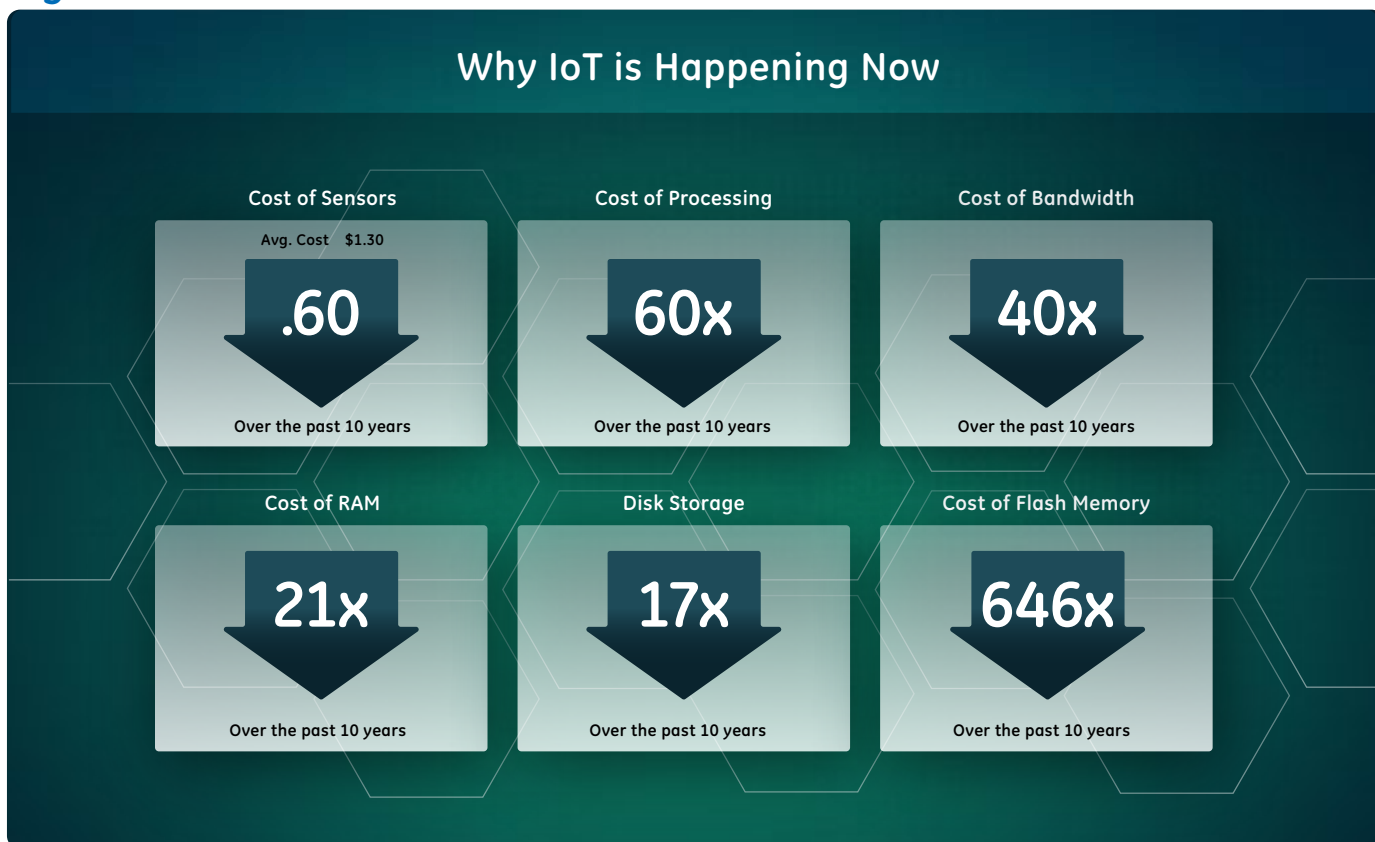 Why IoT is Happening Now
Cost of Sensors
Avg. Cost $1.30
.60
Over the past 10 years
Cost of Processing
60x
Over the past 10 years
Cost of Bandwidth
40x
Over the past 10 years
Cost of RAM
21x
Over the past 10 years
Disk Storage
17x
Over the past 10 years
Cost of Flash Memory
646x
Over the past 10 years